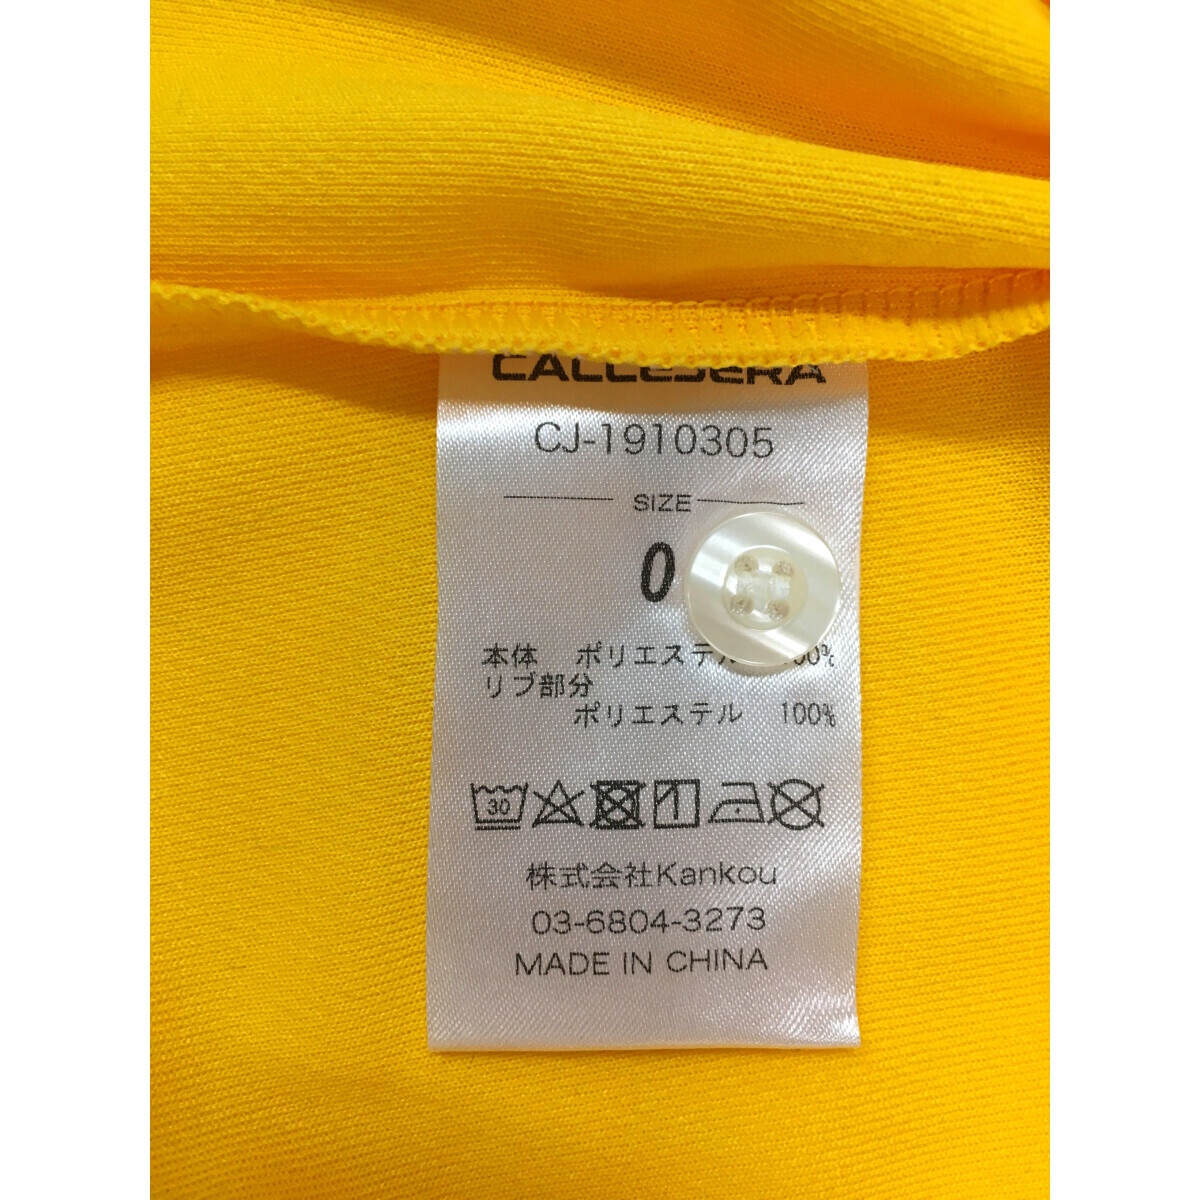 CALLEJERA
CJ-1910305
SIZE
0
本体 ポリエステル 100%
リブ部分
ポリエステル 100%
30
株式会社Kankou
03-6804-3273
MADE IN CHINA